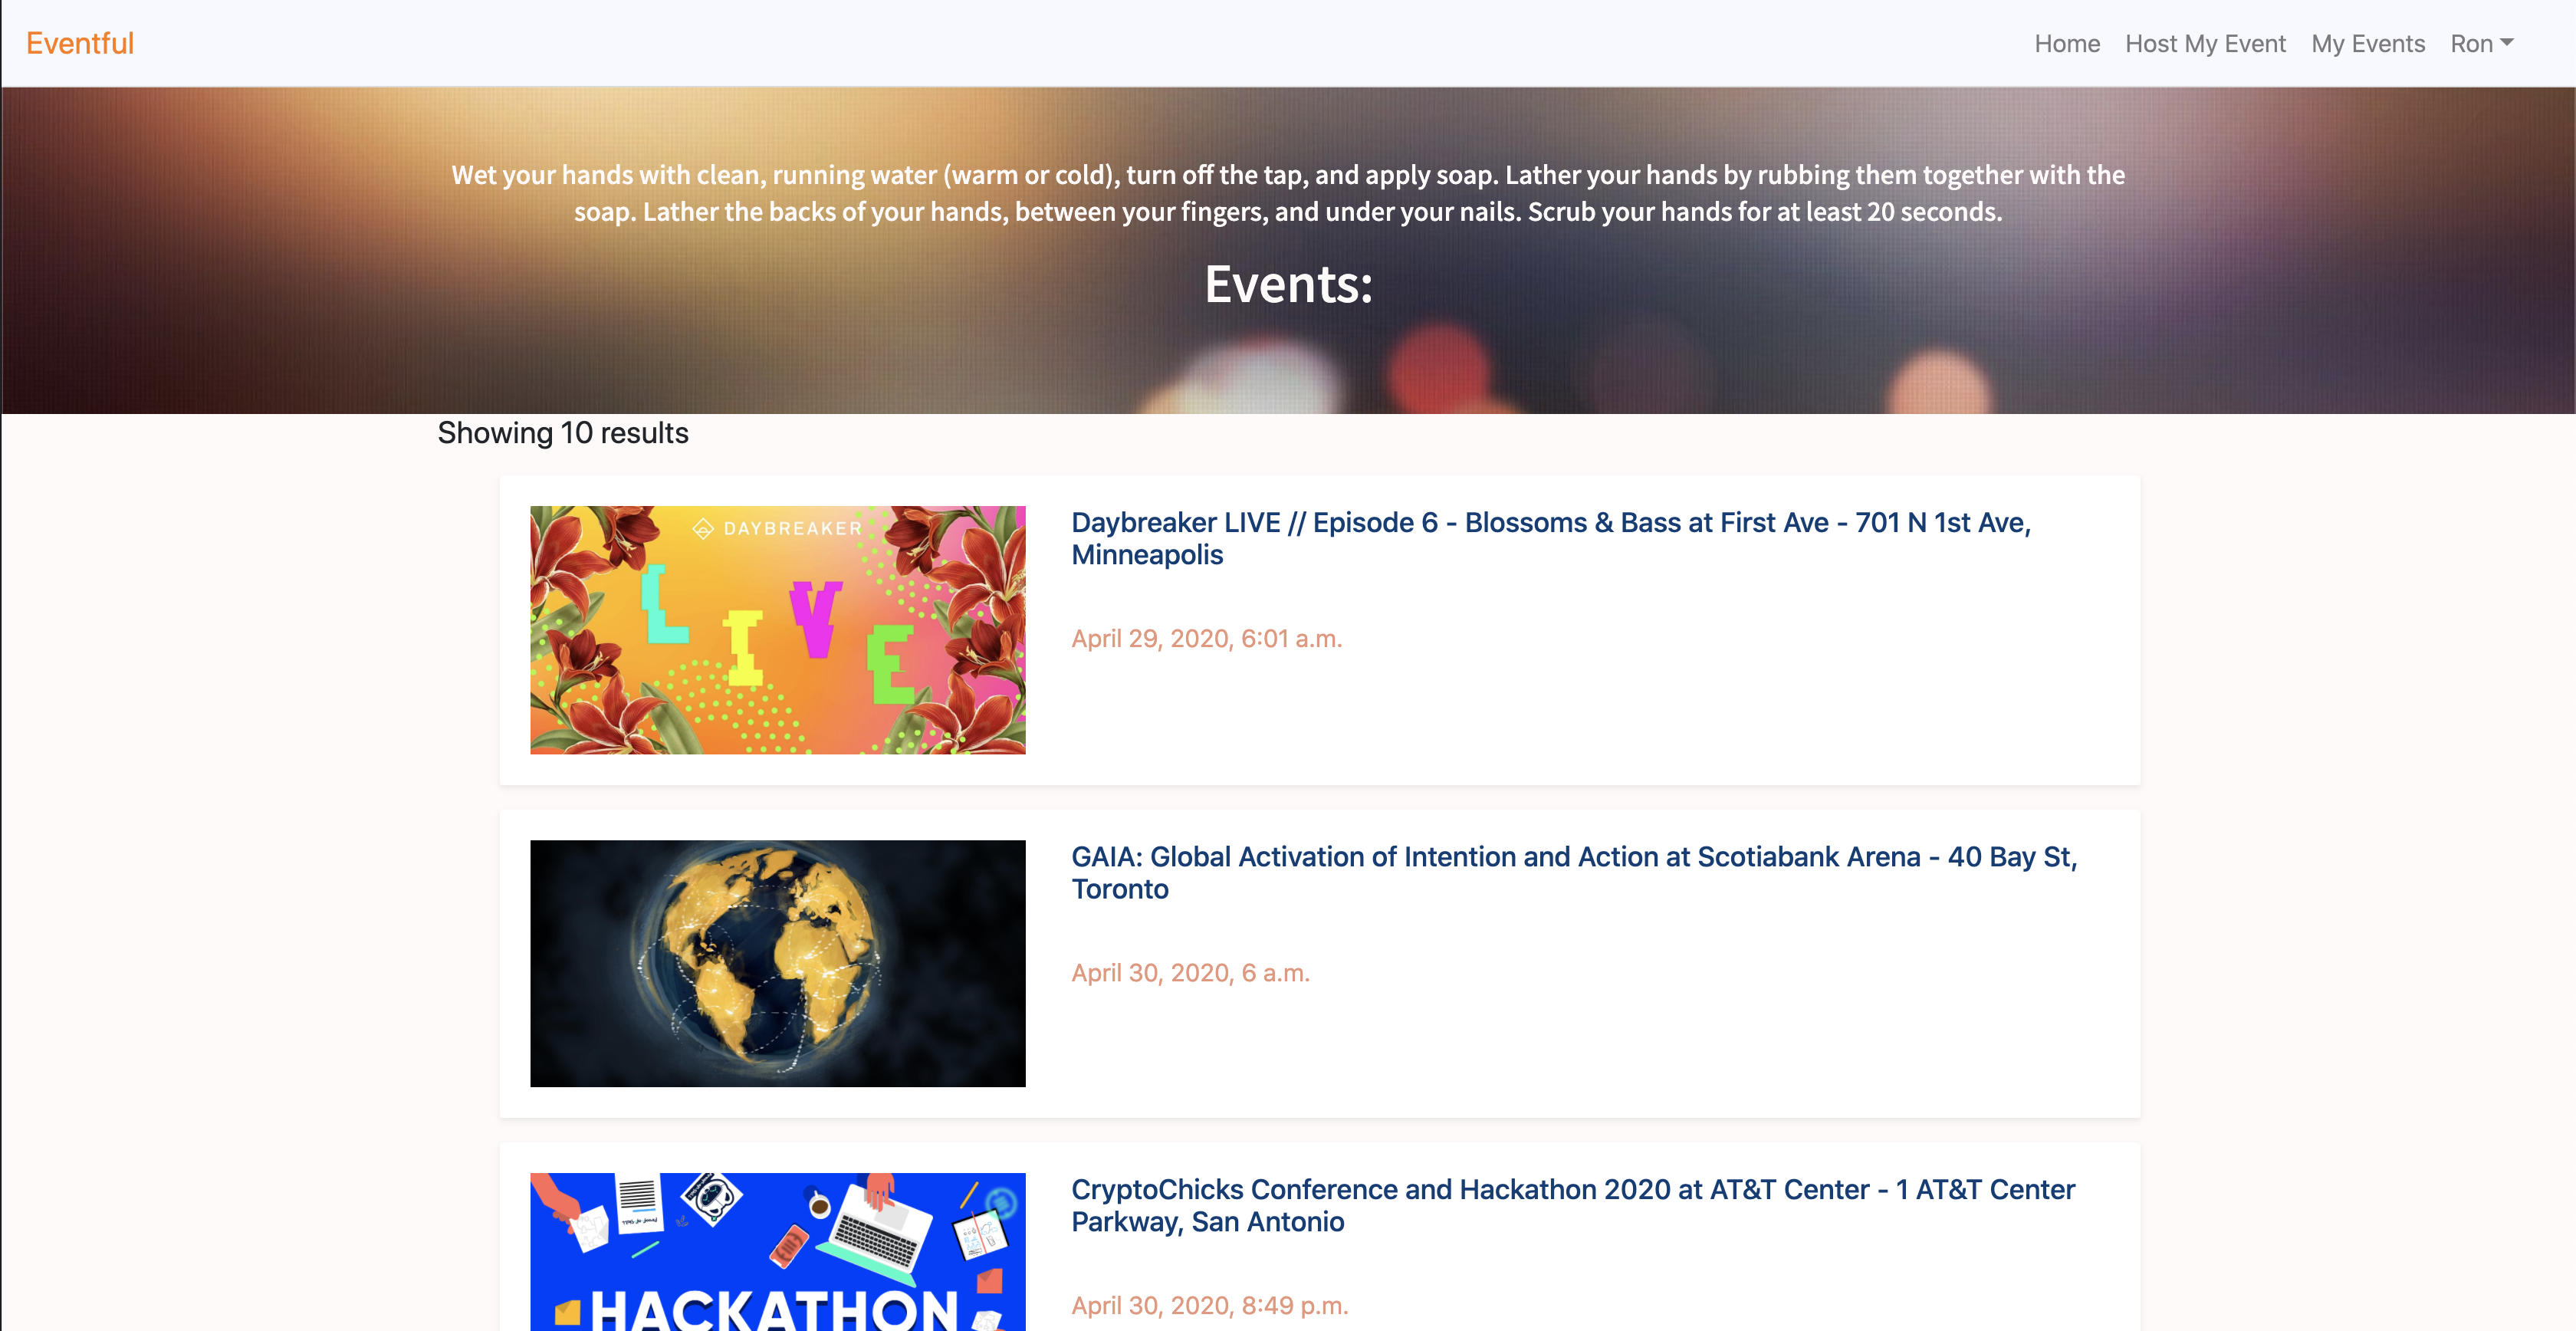 Eventful
Home Host My Event My Events Ron
Wet your hands with clean, running water (warm or cold), turn off the tap, and apply soap. Lather your hands by rubbing them together with the
soap. Lather the backs of your hands, between your fingers, and under your nails. Scrub your hands for at least 20 seconds.
Events:
Showing 10 results
DAYBREAKER
LIVE
Daybreaker LIVE // Episode 6 - Blossoms & Bass at First Ave - 701 N 1st Ave,
Minneapolis
April 29, 2020, 6:01 a.m.
GAIA: Global Activation of Intention and Action at Scotiabank Arena - 40 Bay St,
Toronto
April 30, 2020, 6 a.m.
HACKATHON
CryptoChicks Conference and Hackathon 2020 at AT&T Center - 1 AT&T Center
Parkway, San Antonio
April 30, 2020, 8:49 p.m.